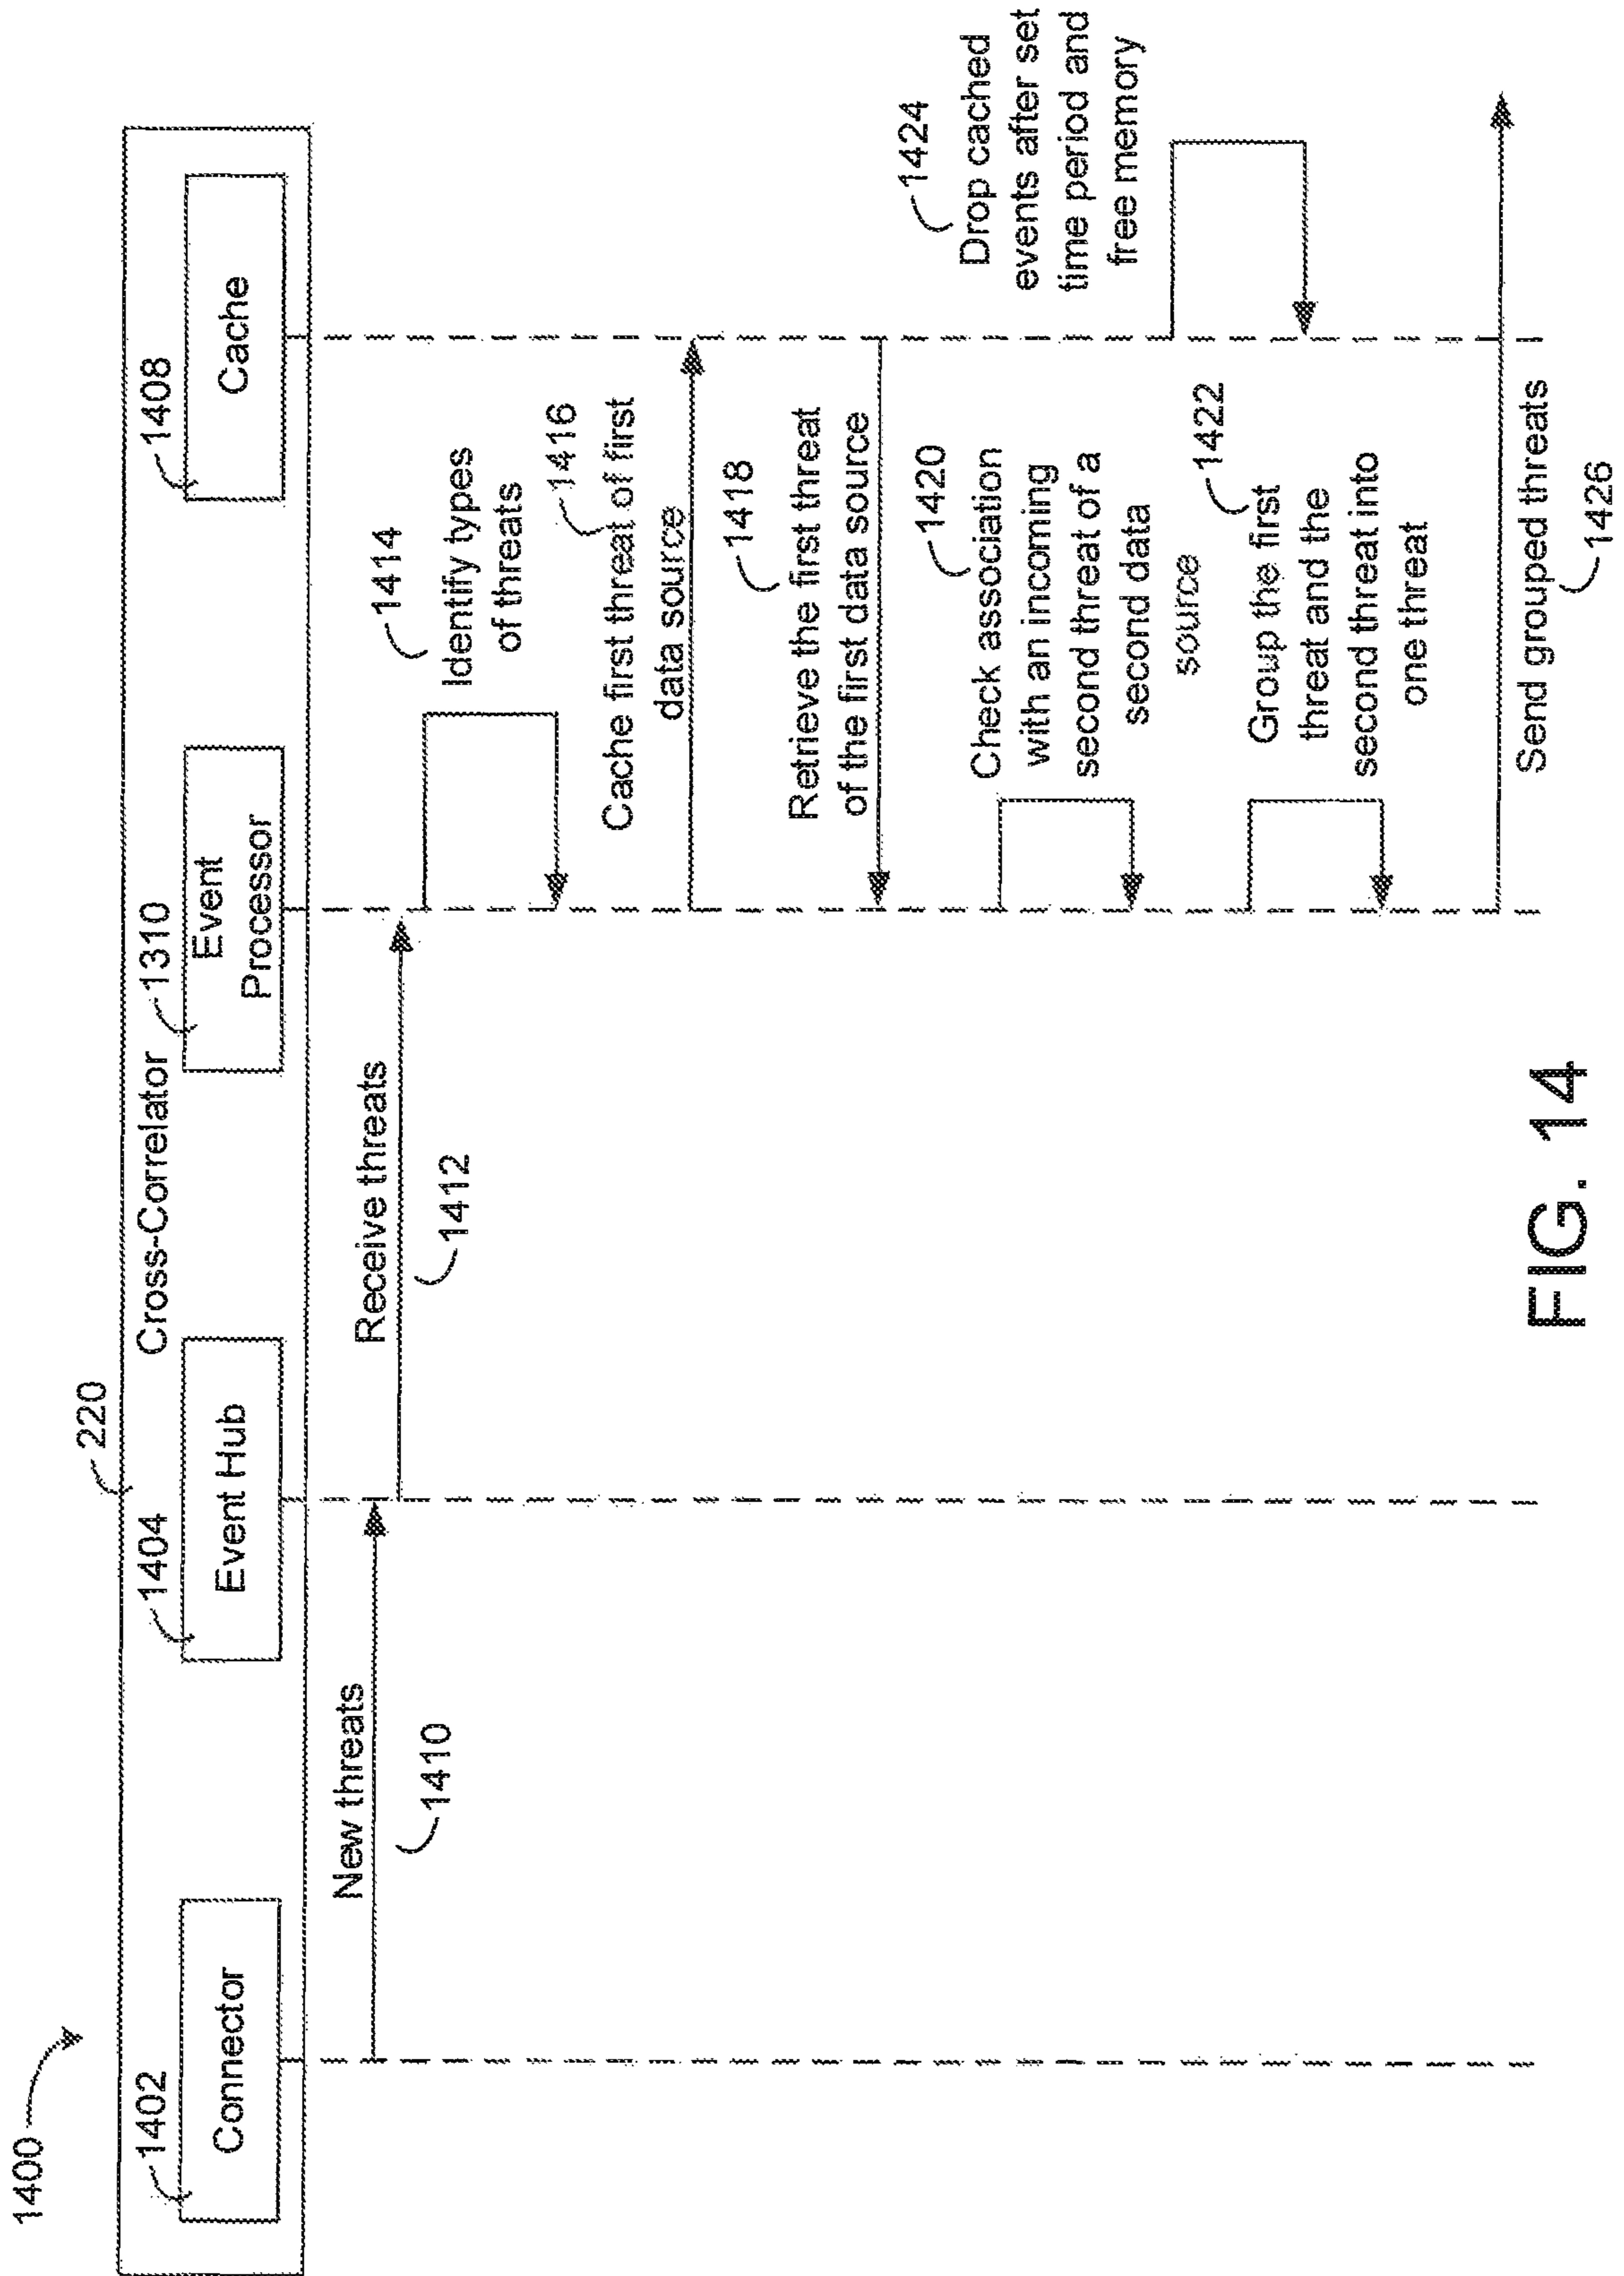 1400
220
Cross-Correlator
1402
Connector
1404
Event Hub
1310
Event
Processor
1408
Cache
New threats
1410
Receive threats
1412
1414
Identify types
of threats
1416
Cache first threat of first
data source
1418
Retrieve the first threat
of the first data source
1420
Check association
with an incoming
second threat of a
second data
source
1424
Drop cached
events after set
time period and
free memory
1422
Group the first
threat and the
second threat into
one threat
Send grouped threats
1426
FIG. 14